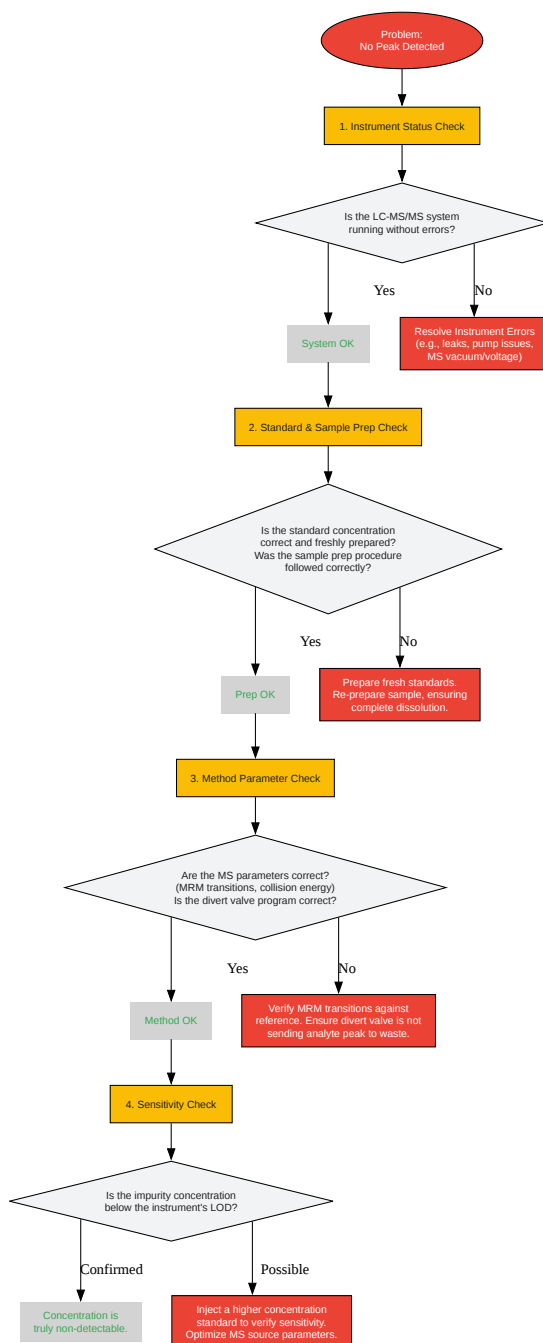 Problem:
No Peak Detected
1. Instrument Status Check
Is the LC-MS/MS system
running without errors?
Yes
No
System OK
Resolve Instrument Errors
(e.g., leaks, pump issues,
MS vacuum/voltage)
2. Standard & Sample Prep Check
Is the standard concentration
correct and freshly prepared?
Was the sample prep procedure
followed correctly?
Yes
No
Prep OK
Prepare fresh standards.
Re-prepare sample, ensuring
complete dissolution.
3. Method Parameter Check
Are the MS parameters correct?
(MRM transitions, collision energy)
Is the divert valve program correct?
Yes
No
Method OK
Verify MRM transitions against
reference. Ensure divert valve is not
sending analyte peak to waste.
4. Sensitivity Check
Is the impurity concentration
below the instrument's LOD?
Confirmed
Possible
Concentration is
truly non-detectable.
Inject a higher concentration
standard to verify sensitivity.
Optimize MS source parameters.